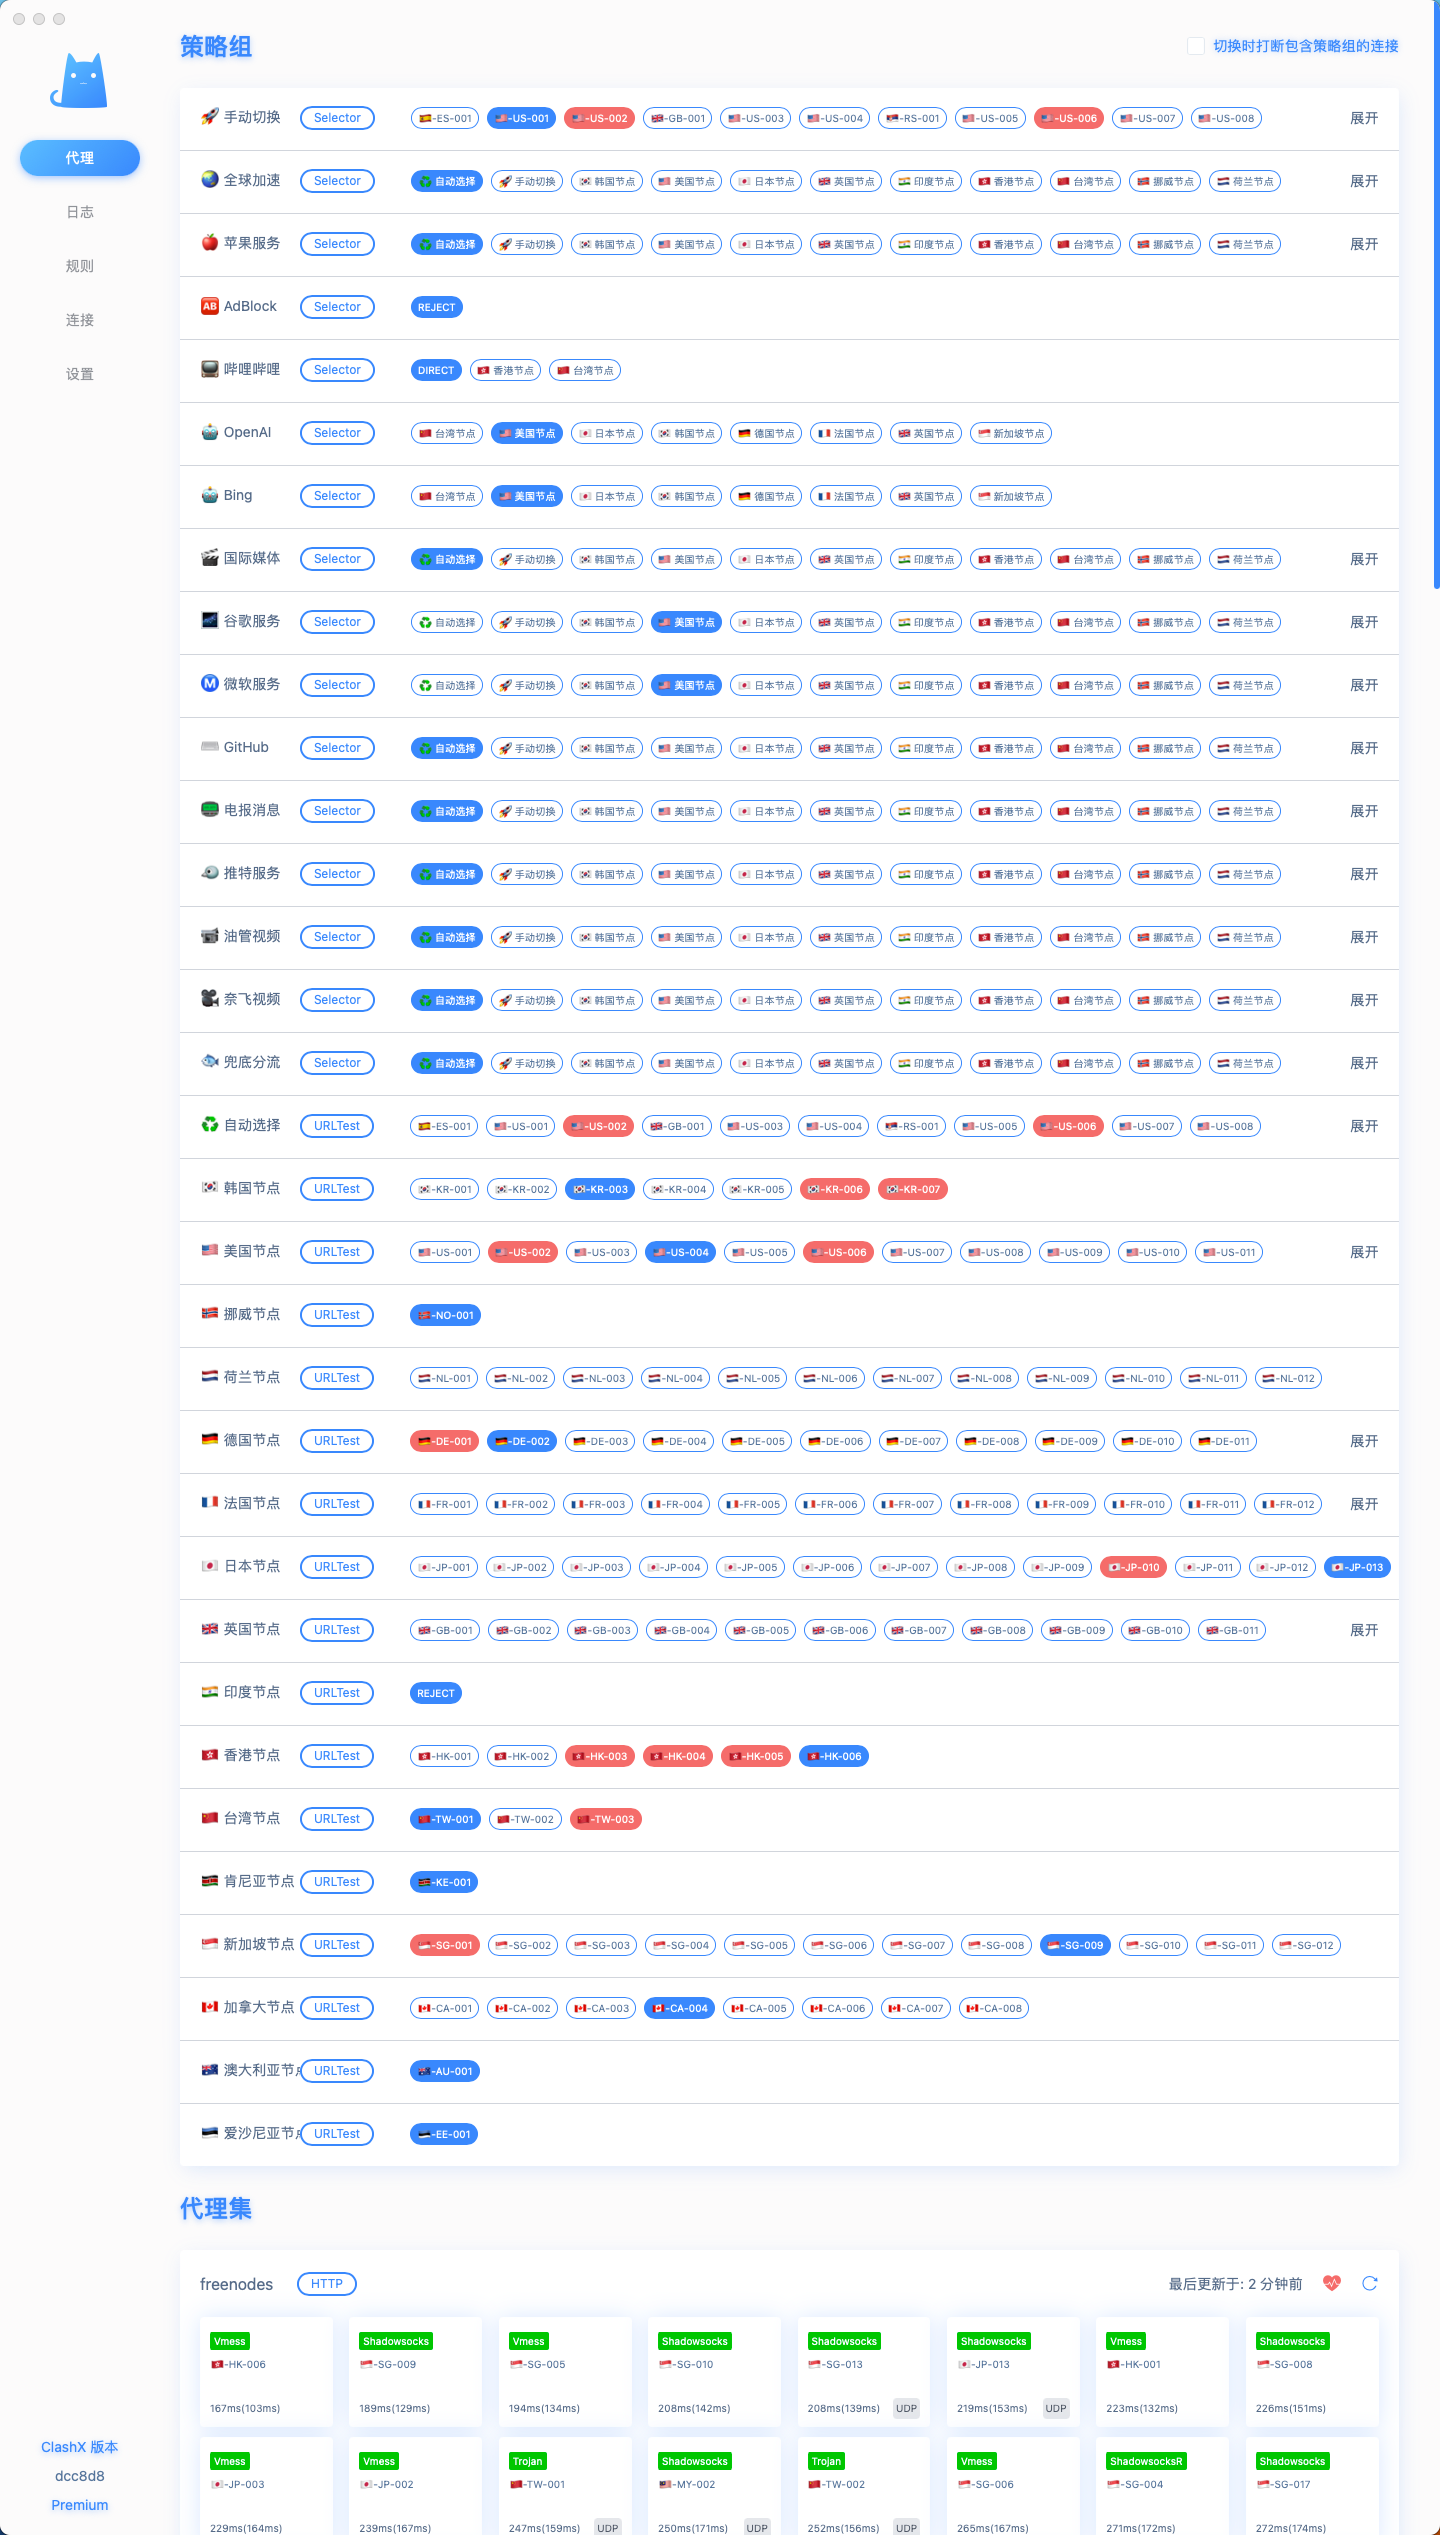 策略组
切换时打断包含策略组的连接
代理
日志
规则
连接
设置
手动切换 Selector -ES-001 -US-001 -US-002 -GB-001 -US-003 -US-004 -RS-001 -US-005 -US-006 -US-007 -US-008 展开
全球加速 Selector 自动选择 手动切换 韩国节点 美国节点 日本节点 英国节点 印度节点 香港节点 台湾节点 挪威节点 荷兰节点 展开
苹果服务 Selector 自动选择 手动切换 韩国节点 美国节点 日本节点 英国节点 印度节点 香港节点 台湾节点 挪威节点 荷兰节点 展开
AB AdBlock Selector REJECT
哔哩哔哩 Selector DIRECT 香港节点 台湾节点
OpenAI Selector 台湾节点 美国节点 日本节点 韩国节点 德国节点 法国节点 英国节点 新加坡节点
Bing Selector 台湾节点 美国节点 日本节点 韩国节点 德国节点 法国节点 英国节点 新加坡节点
国际媒体 Selector 自动选择 手动切换 韩国节点 美国节点 日本节点 英国节点 印度节点 香港节点 台湾节点 挪威节点 荷兰节点 展开
谷歌服务 Selector 自动选择 手动切换 韩国节点 美国节点 日本节点 英国节点 印度节点 香港节点 台湾节点 挪威节点 荷兰节点 展开
M 微软服务 Selector 自动选择 手动切换 韩国节点 美国节点 日本节点 英国节点 印度节点 香港节点 台湾节点 挪威节点 荷兰节点 展开
GitHub Selector 自动选择 手动切换 韩国节点 美国节点 日本节点 英国节点 印度节点 香港节点 台湾节点 挪威节点 荷兰节点 展开
电报消息 Selector 自动选择 手动切换 韩国节点 美国节点 日本节点 英国节点 印度节点 香港节点 台湾节点 挪威节点 荷兰节点 展开
推特服务 Selector 自动选择 手动切换 韩国节点 美国节点 日本节点 英国节点 印度节点 香港节点 台湾节点 挪威节点 荷兰节点 展开
油管视频 Selector 自动选择 手动切换 韩国节点 美国节点 日本节点 英国节点 印度节点 香港节点 台湾节点 挪威节点 荷兰节点 展开
奈飞视频 Selector 自动选择 手动切换 韩国节点 美国节点 日本节点 英国节点 印度节点 香港节点 台湾节点 挪威节点 荷兰节点 展开
兜底分流 Selector 自动选择 手动切换 韩国节点 美国节点 日本节点 英国节点 印度节点 香港节点 台湾节点 挪威节点 荷兰节点 展开
自动选择 URLTest -ES-001 -US-001 -US-002 -GB-001 -US-003 -US-004 -RS-001 -US-005 -US-006 -US-007 -US-008 展开
韩国节点 URLTest -KR-001 -KR-002 -KR-003 -KR-004 -KR-005 -KR-006 -KR-007
美国节点 URLTest -US-001 -US-002 -US-003 -US-004 -US-005 -US-006 -US-007 -US-008 -US-009 -US-010 -US-011 展开
挪威节点 URLTest -NO-001
荷兰节点 URLTest -NL-001 -NL-002 -NL-003 -NL-004 -NL-005 -NL-006 -NL-007 -NL-008 -NL-009 -NL-010 -NL-011 -NL-012
德国节点 URLTest -DE-001 -DE-002 -DE-003 -DE-004 -DE-005 -DE-006 -DE-007 -DE-008 -DE-009 -DE-010 -DE-011 展开
法国节点 URLTest -FR-001 -FR-002 -FR-003 -FR-004 -FR-005 -FR-006 -FR-007 -FR-008 -FR-009 -FR-010 -FR-011 -FR-012 展开
日本节点 URLTest -JP-001 -JP-002 -JP-003 -JP-004 -JP-005 -JP-006 -JP-007 -JP-008 -JP-009 -JP-010 -JP-011 -JP-012 -JP-013
英国节点 URLTest -GB-001 -GB-002 -GB-003 -GB-004 -GB-005 -GB-006 -GB-007 -GB-008 -GB-009 -GB-010 -GB-011 展开
印度节点 URLTest REJECT
香港节点 URLTest -HK-001 -HK-002 -HK-003 -HK-004 -HK-005 -HK-006
台湾节点 URLTest -TW-001 -TW-002 -TW-003
肯尼亚节点 URLTest -KE-001
新加坡节点 URLTest -SG-001 -SG-002 -SG-003 -SG-004 -SG-005 -SG-006 -SG-007 -SG-008 -SG-009 -SG-010 -SG-011 -SG-012
加拿大节点 URLTest -CA-001 -CA-002 -CA-003 -CA-004 -CA-005 -CA-006 -CA-007 -CA-008
澳大利亚节 URLTest -AU-001
爱沙尼亚节 URLTest -EE-001
代理集
freenodes HTTP 最后更新于: 2 分钟前
Vmess Shadowsocks Vmess Shadowsocks Shadowsocks Shadowsocks Vmess Shadowsocks
-HK-006 -SG-009 -SG-005 -SG-010 -SG-013 -JP-013 -HK-001 -SG-008
167ms(103ms) 189ms(129ms) 194ms(134ms) 208ms(142ms) 208ms(139ms) UDP 219ms(153ms) UDP 223ms(132ms) 226ms(151ms)
Vmess Vmess Trojan Shadowsocks Trojan Vmess ShadowsocksR Shadowsocks
-JP-003 -JP-002 -TW-001 -MY-002 -TW-002 -SG-006 -SG-004 -SG-017
229ms(164ms) 239ms(167ms) 247ms(159ms) UDP 250ms(171ms) UDP 252ms(156ms) UDP 265ms(167ms) 271ms(172ms) 272ms(174ms)
ClashX 版本
dcc8d8
Premium